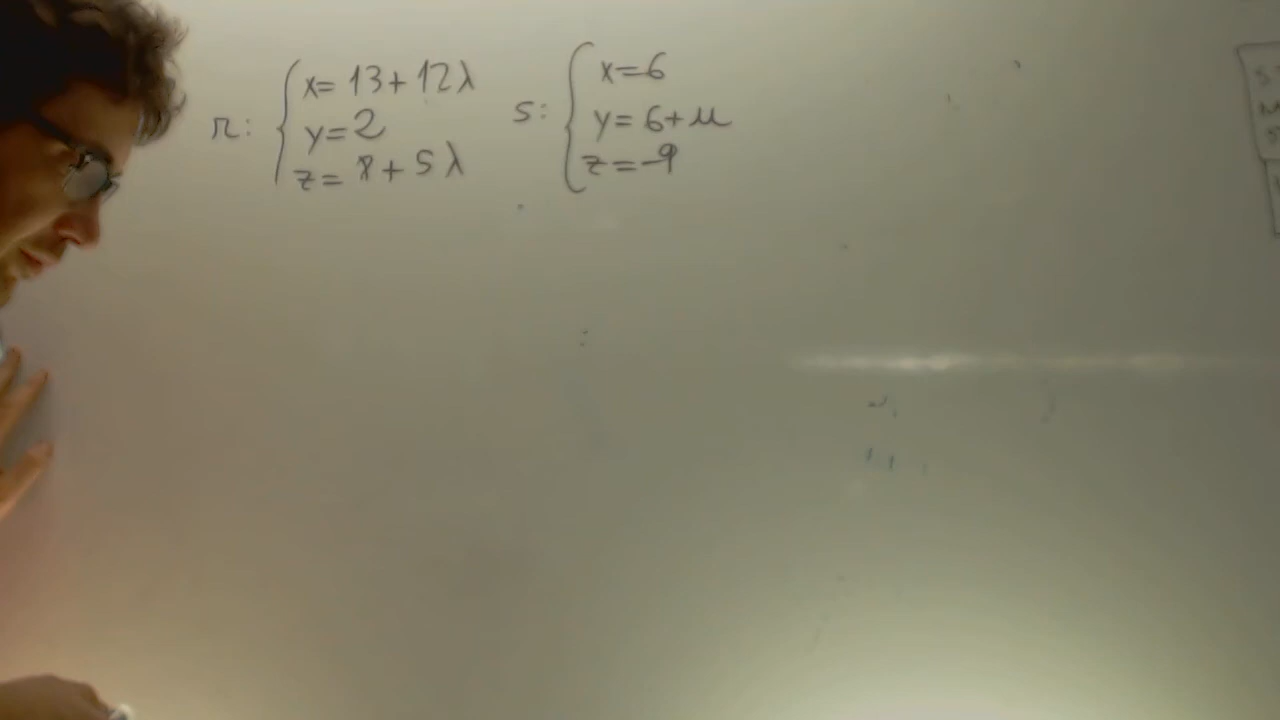 r: { x= 13+12λ
y=2
z= 8+5λ
s: { x=6
y= 6+μ
z=-9